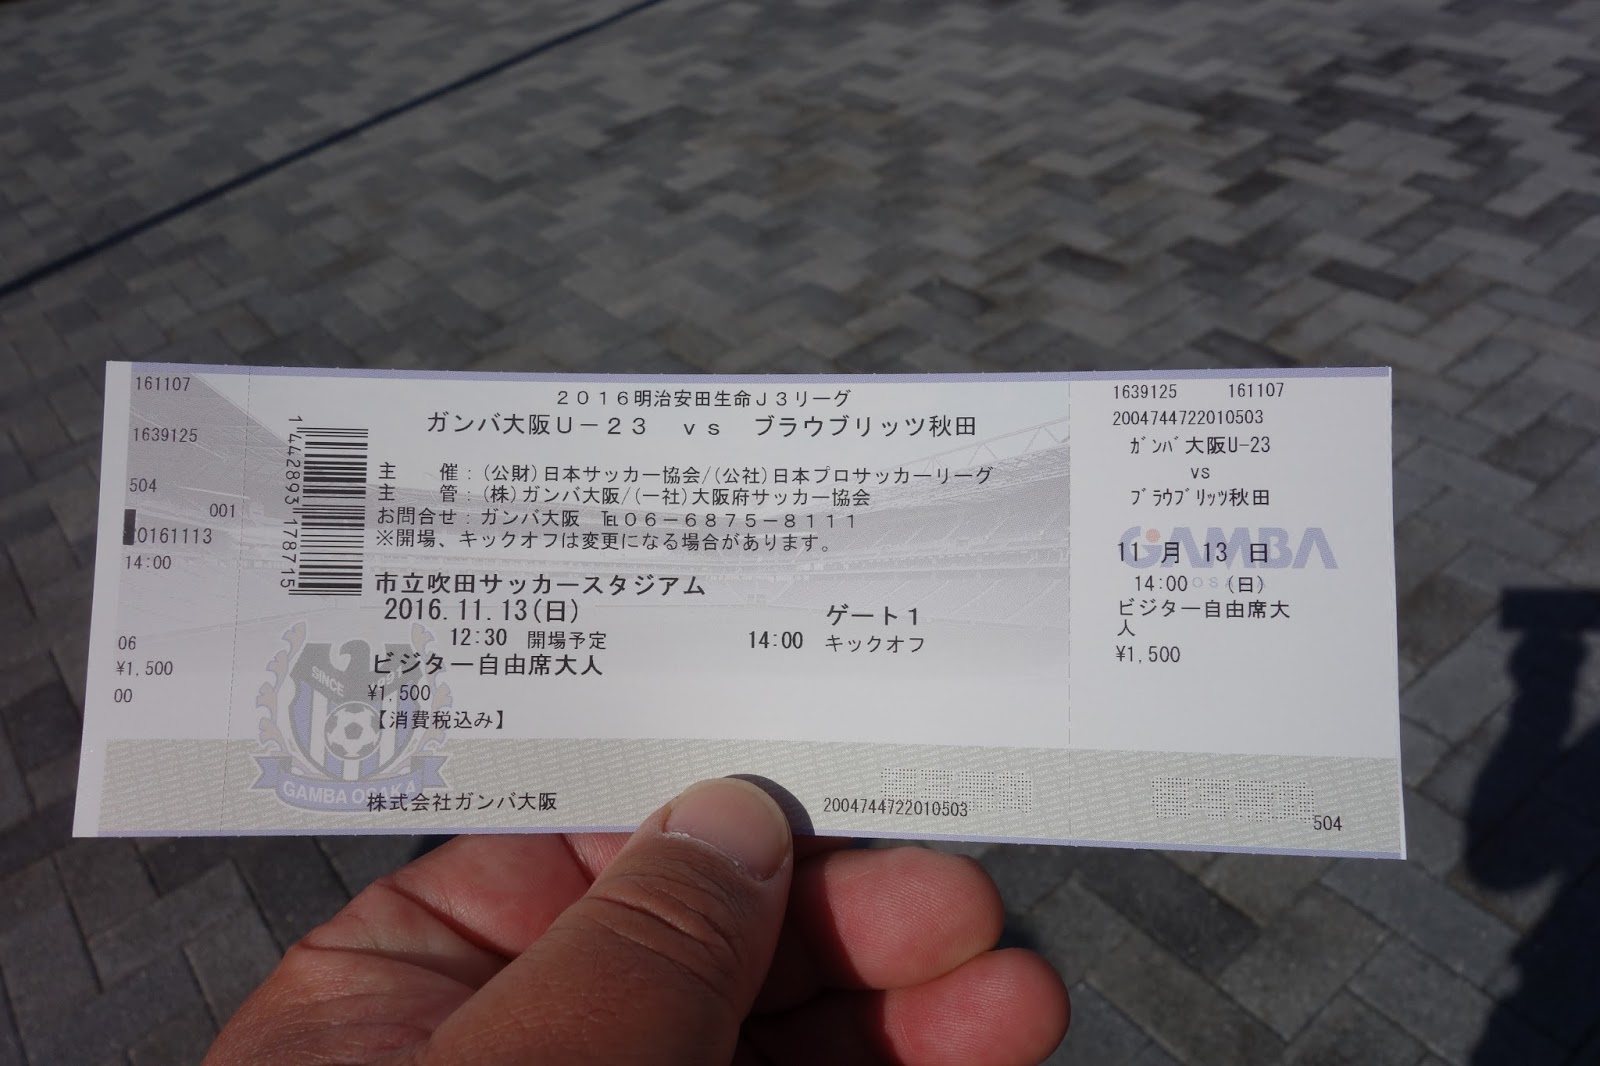 161107
1639125
504
001
20161113
14:00
06
¥1,500
00
1442893178715
2016明治安田生命J3リーグ
ガンバ大阪U-23 vs ブラウブリッツ秋田
主 催:(公財)日本サッカー協会/(公社)日本プロサッカーリーグ
主 管:(株)ガンバ大阪/(一社)大阪府サッカー協会
お問合せ:ガンバ大阪 ℡06-6875-8111
※開場、キックオフは変更になる場合があります。
市立吹田サッカースタジアム
2016.11.13(日) ゲート1
12:30 開場予定 14:00 キックオフ
ビジター自由席大人
¥1,500
【消費税込み】
SINCE 1991
GAMBA OSAKA
株式会社ガンバ大阪
2004744722010503
1639125 161107
2004744722010503
ガンバ大阪U-23
vs
ブラウブリッツ秋田
GAMBA
OSAKA
11 月 13 日
14:00 (日)
ビジター自由席大
人
¥1,500
504